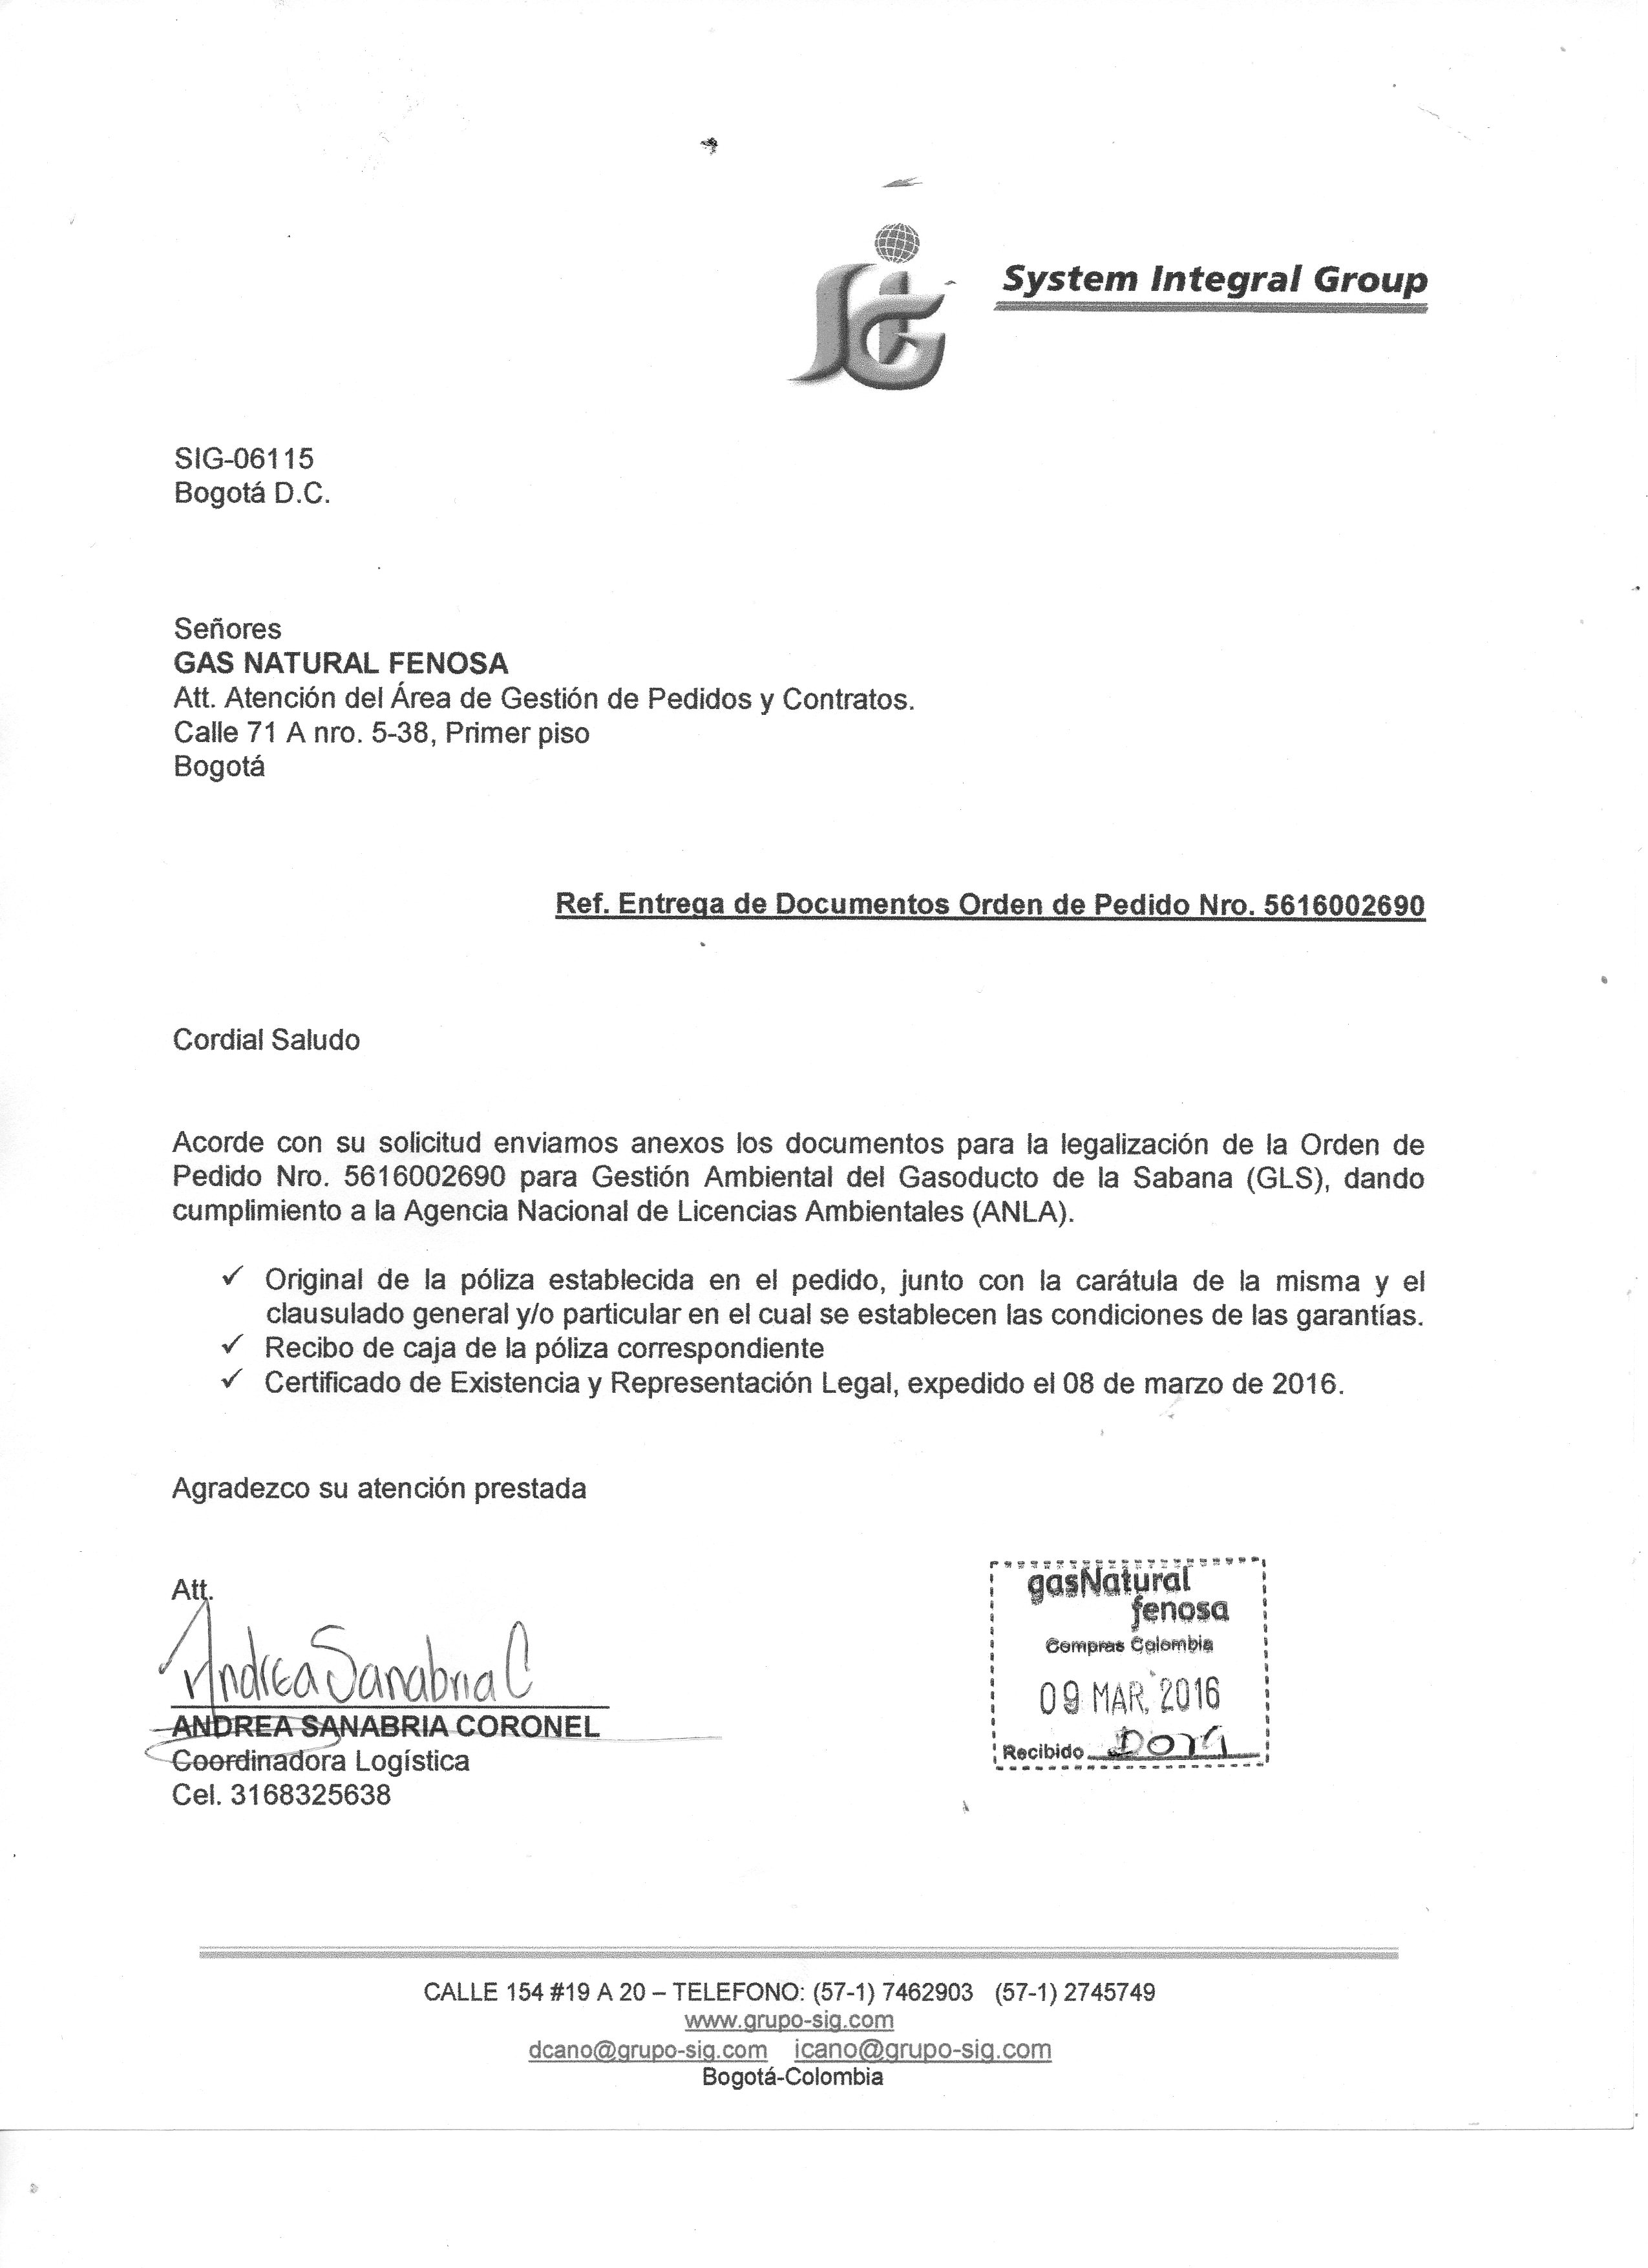 System Integral Group
SIG-06115
Bogotá D.C.
Señores
GAS NATURAL FENOSA
Att. Atención del Área de Gestión de Pedidos y Contratos.
Calle 71 A nro. 5-38, Primer piso
Bogotá
Ref. Entrega de Documentos Orden de Pedido Nro. 5616002690
Cordial Saludo
Acorde con su solicitud enviamos anexos los documentos para la legalización de la Orden de
Pedido Nro. 5616002690 para Gestión Ambiental del Gasoducto de la Sabana (GLS), dando
cumplimiento a la Agencia Nacional de Licencias Ambientales (ANLA).
✓ Original de la póliza establecida en el pedido, junto con la carátula de la misma y el
clausulado general y/o particular en el cual se establecen las condiciones de las garantías.
✓ Recibo de caja de la póliza correspondiente
✓ Certificado de Existencia y Representación Legal, expedido el 08 de marzo de 2016.
Agradezco su atención prestada
Att.
Andrea Sanabria C
ANDREA SANABRIA CORONEL
Coordinadora Logística
Cel. 3168325638
gasNatural
fenosa
Compras Colombia
09 MAR. 2016
Recibido
CALLE 154 #19 A 20 – TELEFONO: (57-1) 7462903 (57-1) 2745749
www.grupo-sig.com
dcano@grupo-sig.com icano@grupo-sig.com
Bogotá-Colombia